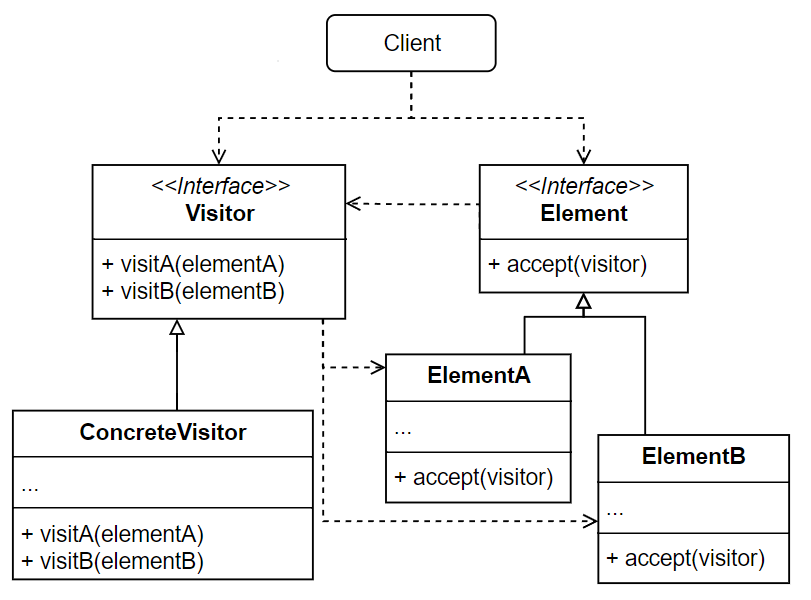 Client
<<Interface>>
Visitor
+ visitA(elementA)
+ visitB(elementB)
<<Interface>>
Element
+ accept(visitor)
ElementA
...
+ accept(visitor)
ConcreteVisitor
...
+ visitA(elementA)
+ visitB(elementB)
ElementB
...
+ accept(visitor)